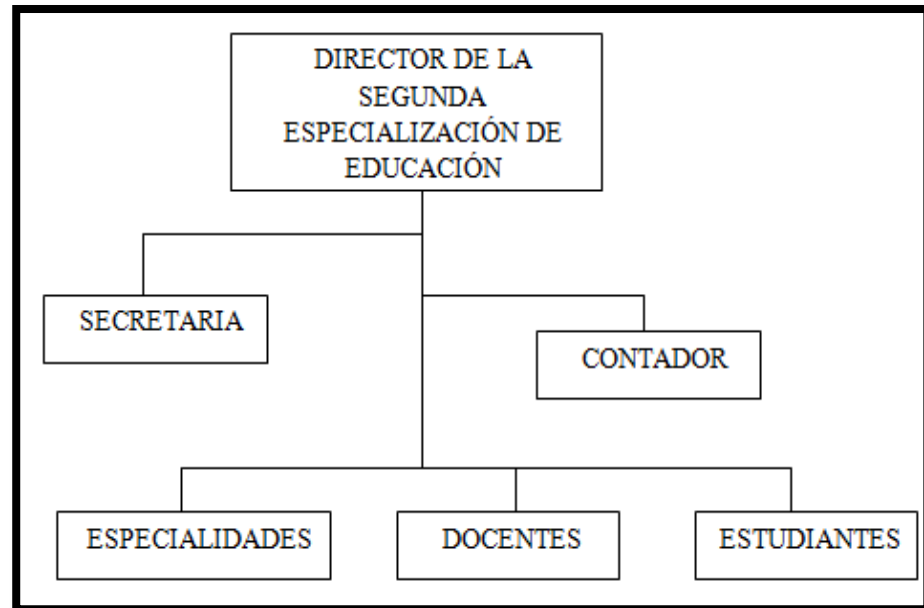 DIRECTOR DE LA
SEGUNDA
ESPECIALIZACIÓN DE
EDUCACIÓN
SECRETARIA
CONTADOR
ESPECIALIDADES
DOCENTES
ESTUDIANTES